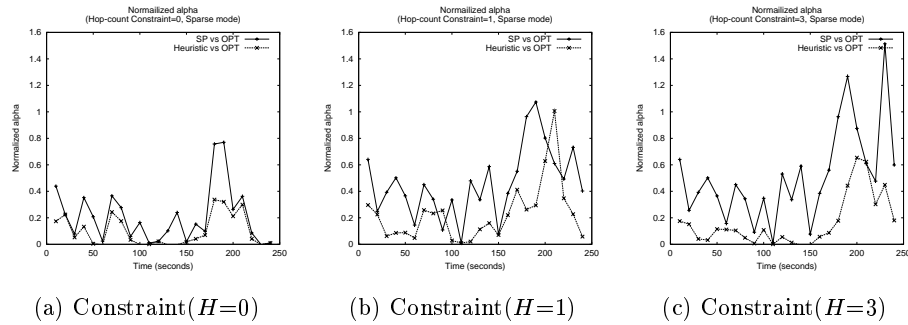 Normailzed alpha
(Hop-count Constraint=0, Sparse mode)
1.6
1.4
1.2
1
0.8
0.6
0.4
0.2
0
Normalized alpha
SP vs OPT
Heuristic vs OPT
0 50 100 150 200 250
Time (seconds)
(a) Constraint(H=0)
Normailzed alpha
(Hop-count Constraint=1, Sparse mode)
1.6
1.4
1.2
1
0.8
0.6
0.4
0.2
0
Normalized alpha
SP vs OPT
Heuristic vs OPT
0 50 100 150 200 250
Time (seconds)
(b) Constraint(H=1)
Normailzed alpha
(Hop-count Constraint=3, Sparse mode)
1.6
1.4
1.2
1
0.8
0.6
0.4
0.2
0
Normalized alpha
SP vs OPT
Heuristic vs OPT
0 50 100 150 200 250
Time (seconds)
(c) Constraint(H=3)